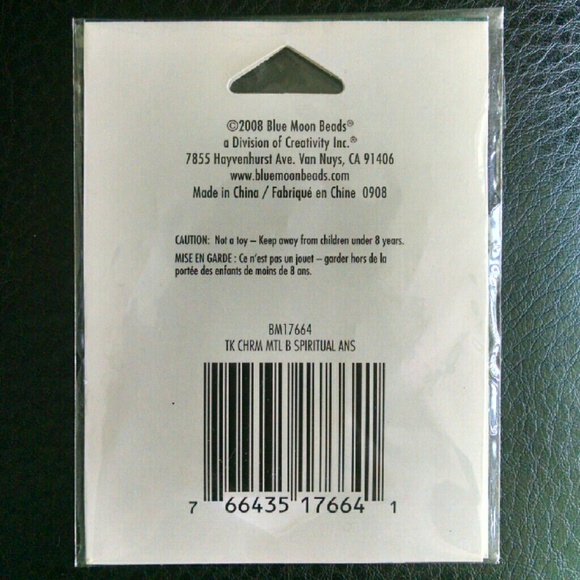 ©2008 Blue Moon Beads®
a Division of Creativity Inc.®
7855 Hayvenhurst Ave. Van Nuys, CA 91406
www.bluemoonbeads.com
Made in China / Fabriqué en Chine 0908
CAUTION: Not a toy – Keep away from children under 8 years.
MISE EN GARDE : Ce n'est pas un jouet – garder hors de la
portée des enfants de moins de 8 ans.
BM17664
TK CHRM MTL B SPIRITUAL ANS
7 66435 17664 1